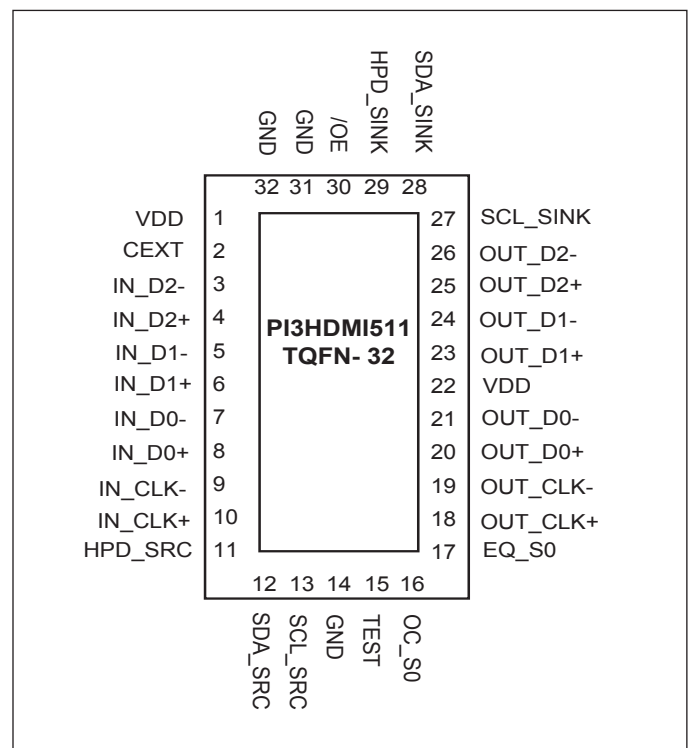 GND
GND
/OE
HPD_SINK
SDA_SINK
32 31 30 29 28
VDD 1
CEXT 2
IN_D2- 3
IN_D2+ 4
IN_D1- 5
IN_D1+ 6
IN_D0- 7
IN_D0+ 8
IN_CLK- 9
IN_CLK+ 10
HPD_SRC 11
PI3HDMI511
TQFN- 32
27 SCL_SINK
26 OUT_D2-
25 OUT_D2+
24 OUT_D1-
23 OUT_D1+
22 VDD
21 OUT_D0-
20 OUT_D0+
19 OUT_CLK-
18 OUT_CLK+
17 EQ_S0
12 13 14 15 16
SDA_SRC
SCL_SRC
GND
TEST
OC_S0